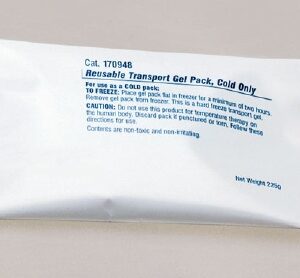 Cat. 17094B
Reusable Transport Gel Pack, Cold Only
For use as a COLD pack:
TO FREEZE: Place gel pack flat in freezer for a minimum of two hours.
Remove gel pack from freezer. This is a hard freeze transport gel.
CAUTION: Do not use this product for temperature therapy on
the human body. Discard pack if punctured or torn. Follow these
directions for use.
Contents are non-toxic and non-irritating.
Net Weight 225g